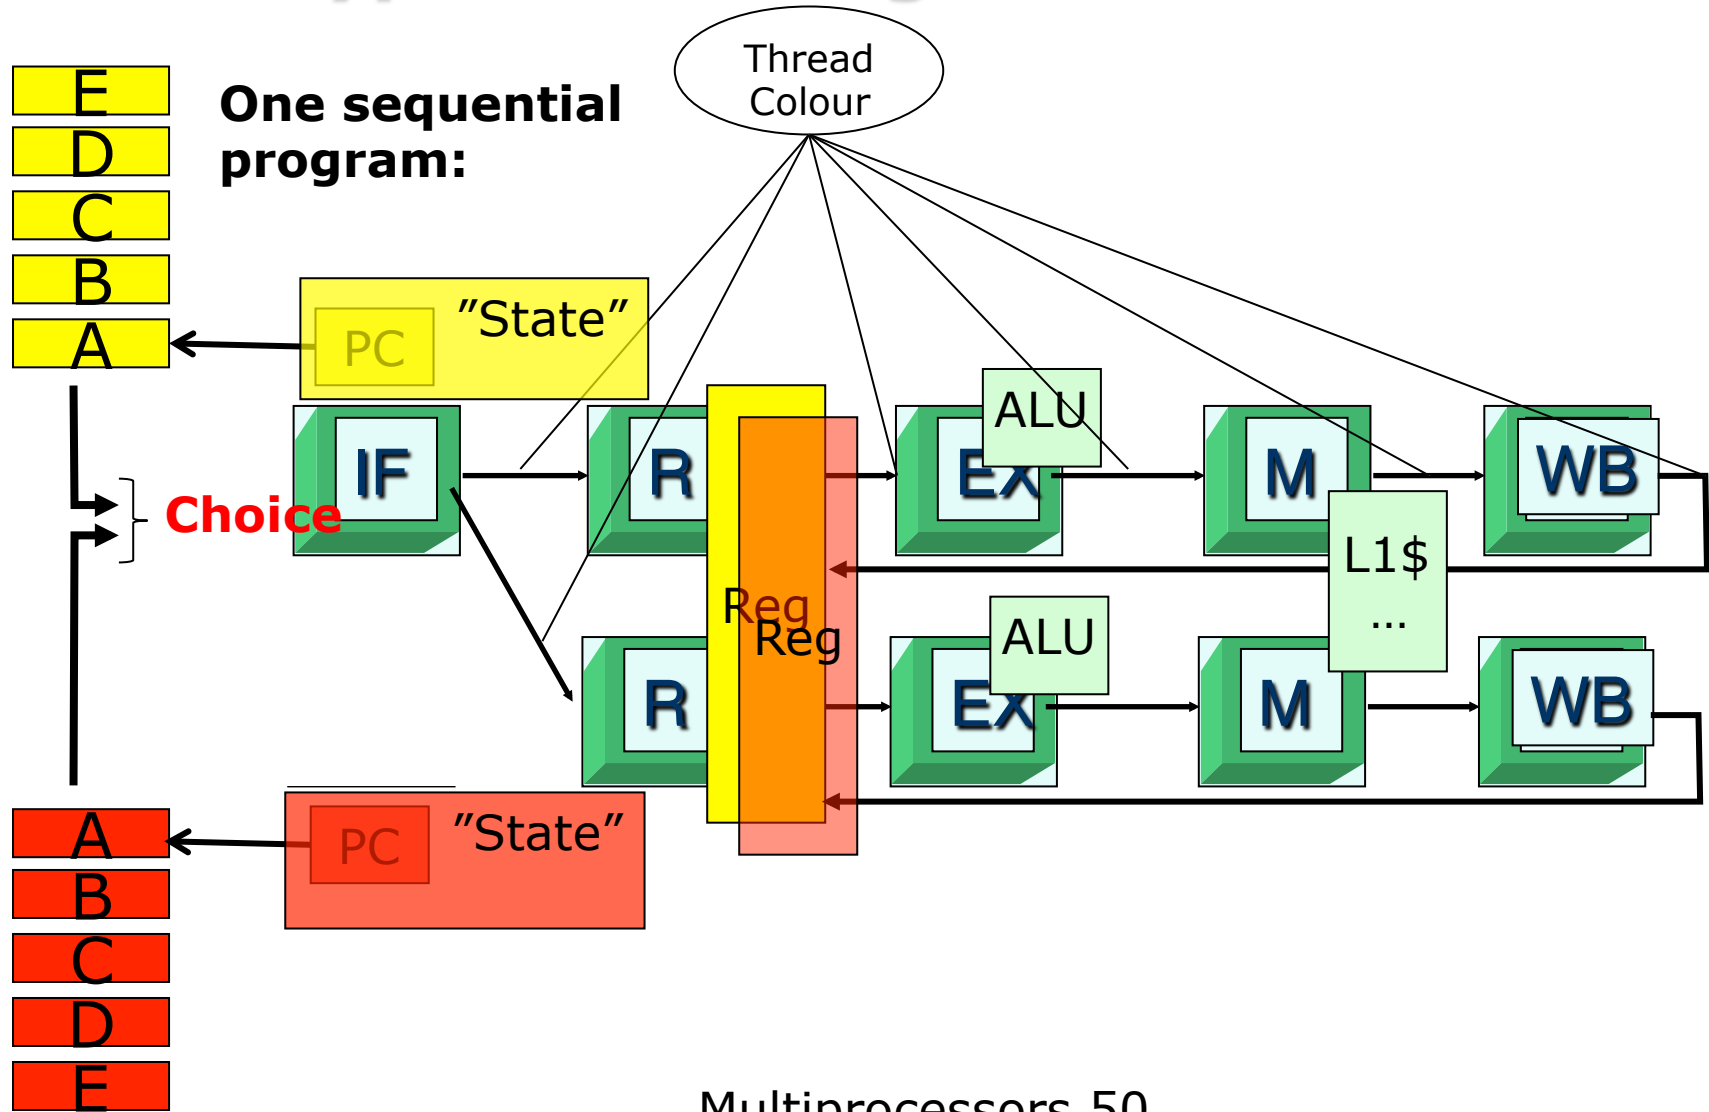 Thread
Colour
E
D
C
B
A
One sequential
program:
PC
”State”
Choice
IF
R
EX
ALU
M
WB
L1$
...
Reg
Reg
R
EX
ALU
M
WB
PC
”State”
A
B
C
D
E
Multiprocessors 50